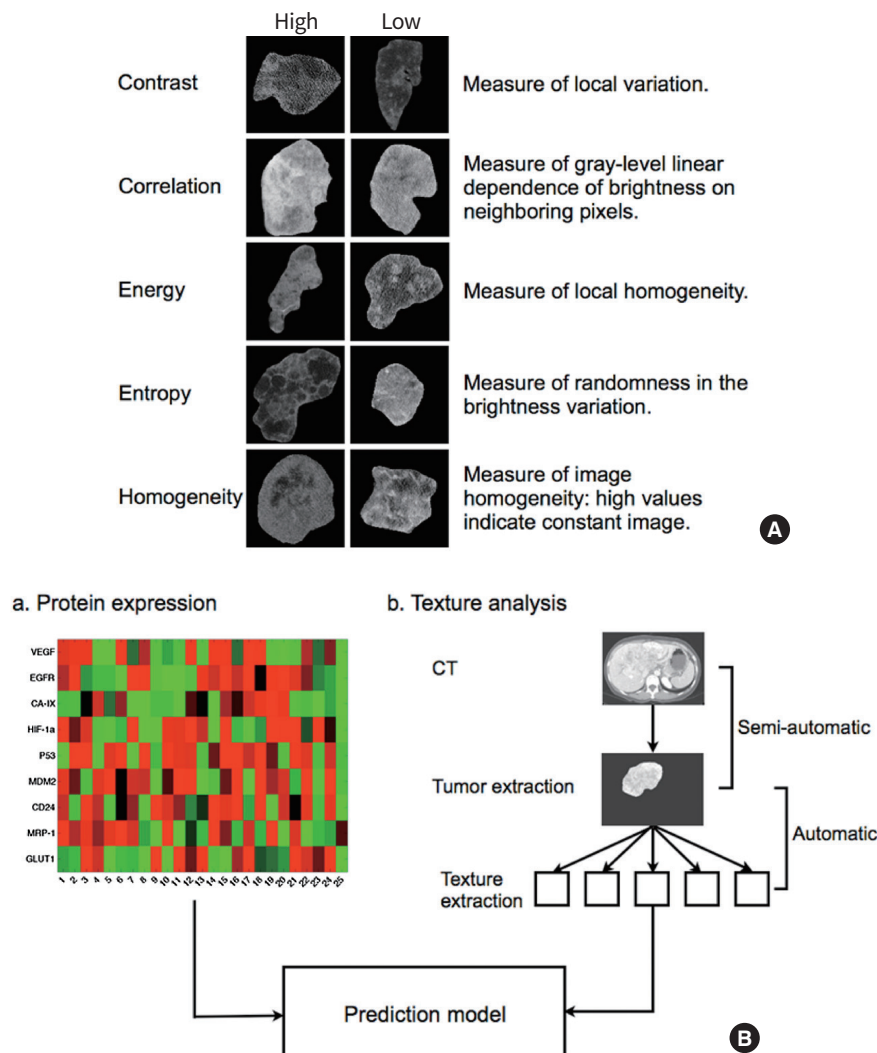 High Low
Contrast
Measure of local variation.
Correlation
Measure of gray-level linear
dependence of brightness on
neighboring pixels.
Energy
Measure of local homogeneity.
Entropy
Measure of randomness in the
brightness variation.
Homogeneity
Measure of image
homogeneity: high values
indicate constant image.
A
a. Protein expression
VEGF
EGFR
CA-IX
HIF-1a
P53
MDM2
CD24
MRP-1
GLUT1
1 2 3 4 5 6 7 8 9 10 11 12 13 14 15 16 17 18 19 20 21 22 23 24 25
b. Texture analysis
CT
Semi-automatic
Tumor extraction
Automatic
Texture
extraction
Prediction model
B